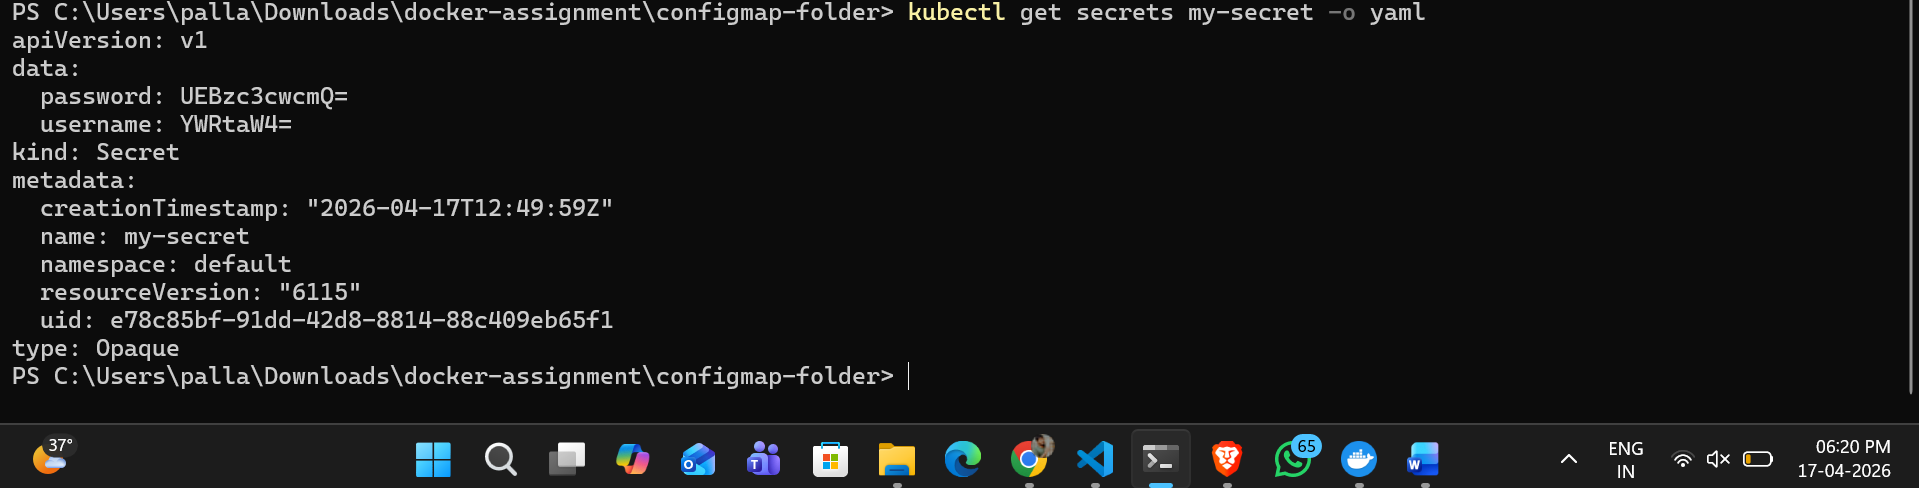 PS C:\Users\palla\Downloads\docker-assignment\configmap-folder> kubectl get secrets my-secret -o yaml
apiVersion: v1
data:
  password: UEBzc3cwcmQ=
  username: YWRtaW4=
kind: Secret
metadata:
  creationTimestamp: "2026-04-17T12:49:59Z"
  name: my-secret
  namespace: default
  resourceVersion: "6115"
  uid: e78c85bf-91dd-42d8-8814-88c409eb65f1
type: Opaque
PS C:\Users\palla\Downloads\docker-assignment\configmap-folder>
37°
65
ENG
IN
06:20 PM
17-04-2026